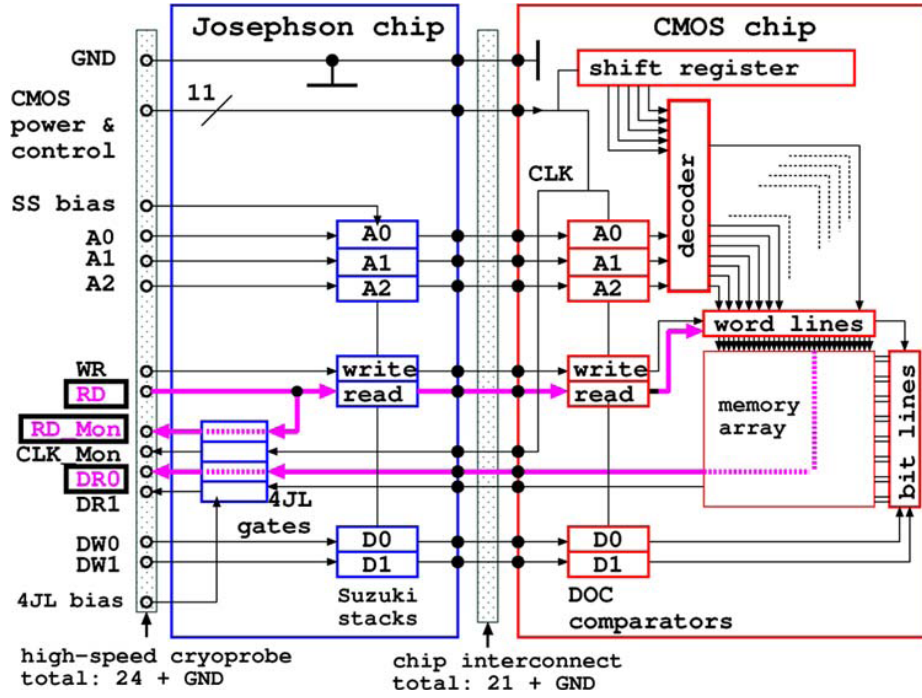 Josephson chip
CMOS chip
GND
shift register
11
CMOS
power &
control
CLK
decoder
SS bias
A0
A1
A2
A0
A1
A2
A0
A1
A2
word lines
WR
write
write
RD
read
read
memory
array
bit lines
RD_Mon
CLK_Mon
DR0
DR1
4JL
gates
DW0
DW1
D0
D1
D0
D1
4JL bias
Suzuki
stacks
DOC
comparators
high-speed cryoprobe
total: 24 + GND
chip interconnect
total: 21 + GND